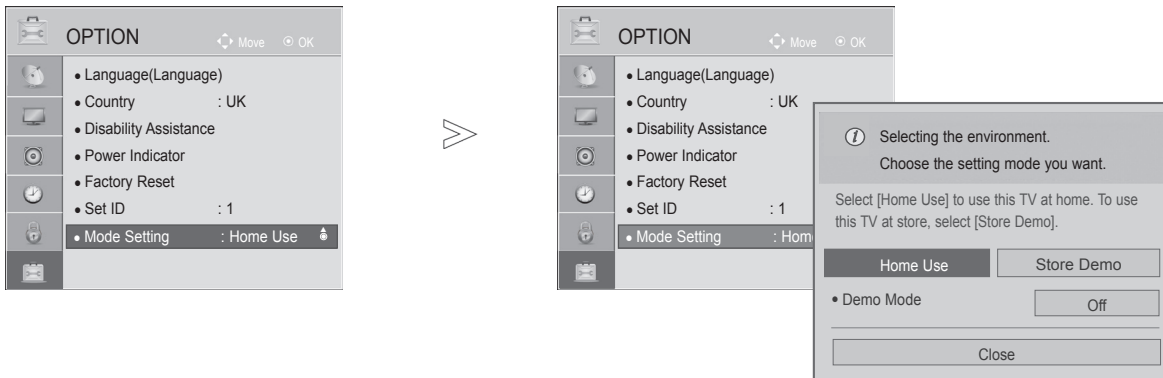 OPTION
Move OK
• Language(Language)
• Country : UK
• Disability Assistance
• Power Indicator
• Factory Reset
• Set ID : 1
• Mode Setting : Home Use
OPTION
Move OK
• Language(Language)
• Country : UK
• Disability Assistance
• Power Indicator
• Factory Reset
• Set ID : 1
• Mode Setting : Hom
i Selecting the environment.
Choose the setting mode you want.
Select [Home Use] to use this TV at home. To use
this TV at store, select [Store Demo].
Home Use Store Demo
• Demo Mode Off
Close